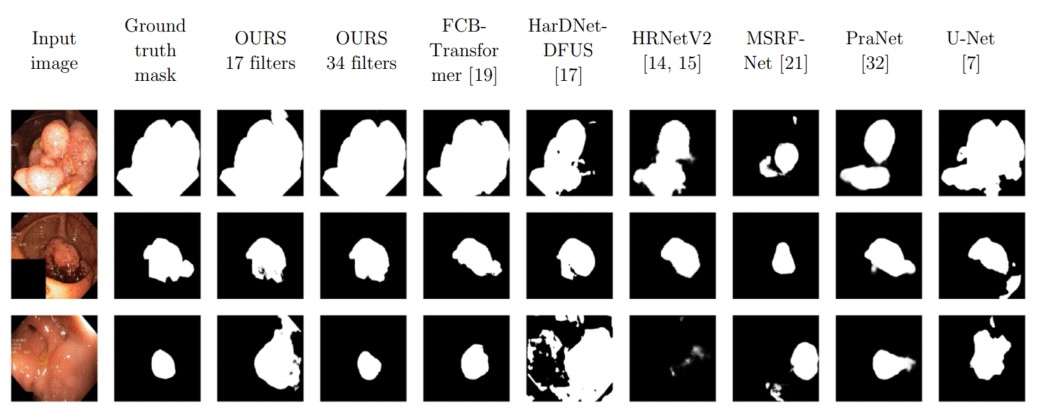 Input
image
Ground
truth
mask
OURS
17 filters
OURS
34 filters
FCB-
Transfor
mer [19]
HarDNet-
DFUS
[17]
HRNetV2
[14, 15]
MSRF-
Net [21]
PraNet
[32]
U-Net
[7]